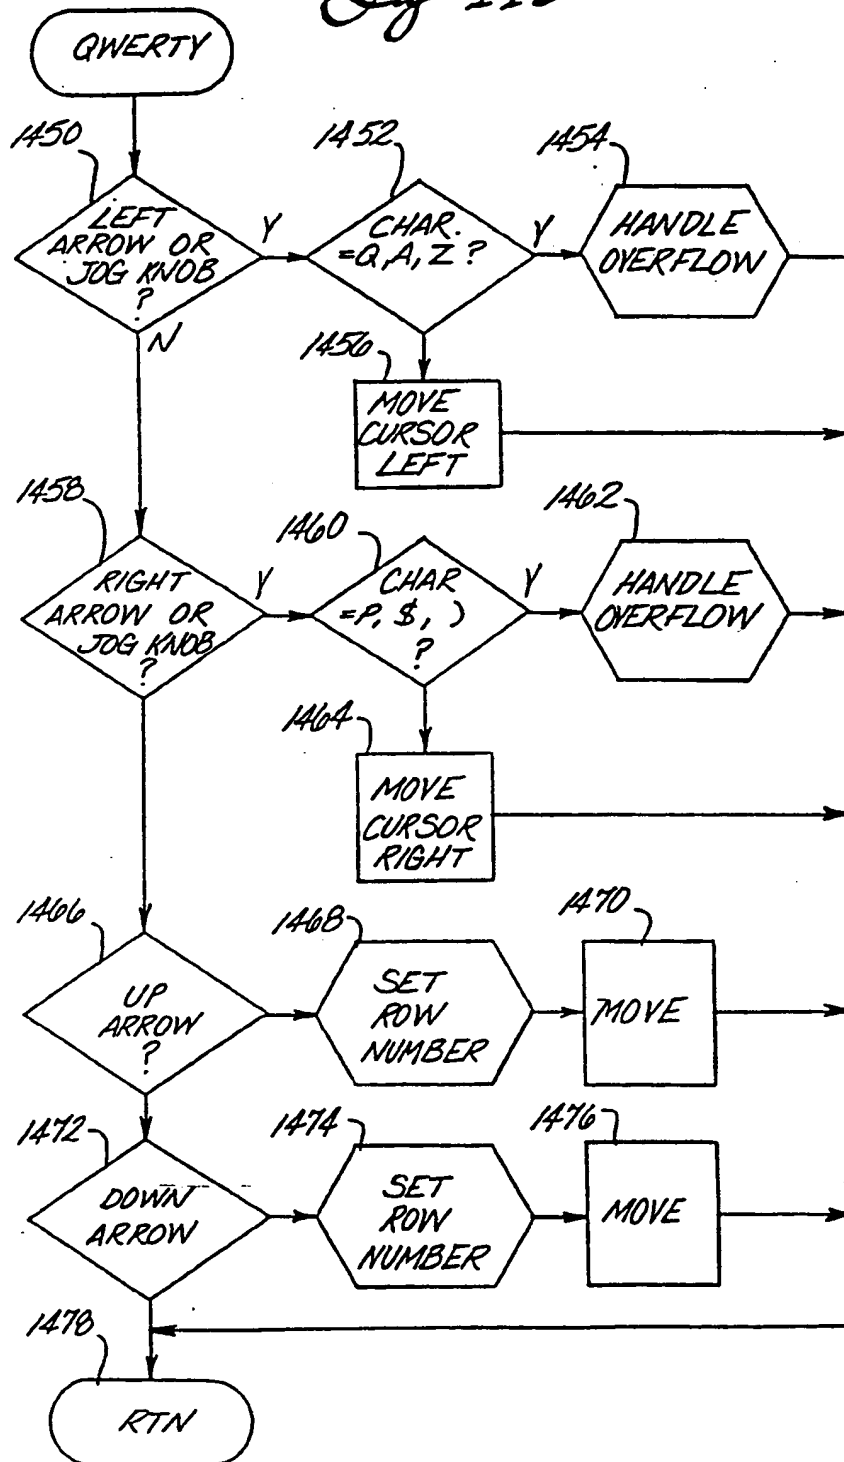 Fig
QWERTY
1450
1452
1454
LEFT
ARROW OR
JOG KNOB
?
Y
CHAR.
=Q,A,Z ?
Y
HANDLE
OVERFLOW
N
1456
MOVE
CURSOR
LEFT
1458
1460
1462
RIGHT
ARROW OR
JOG KNOB
?
Y
CHAR
=P, $, )
?
Y
HANDLE
OVERFLOW
1464
MOVE
CURSOR
RIGHT
1466
1468
1470
UP
ARROW
?
SET
ROW
NUMBER
MOVE
1472
1474
1476
DOWN
ARROW
SET
ROW
NUMBER
MOVE
1478
RTN